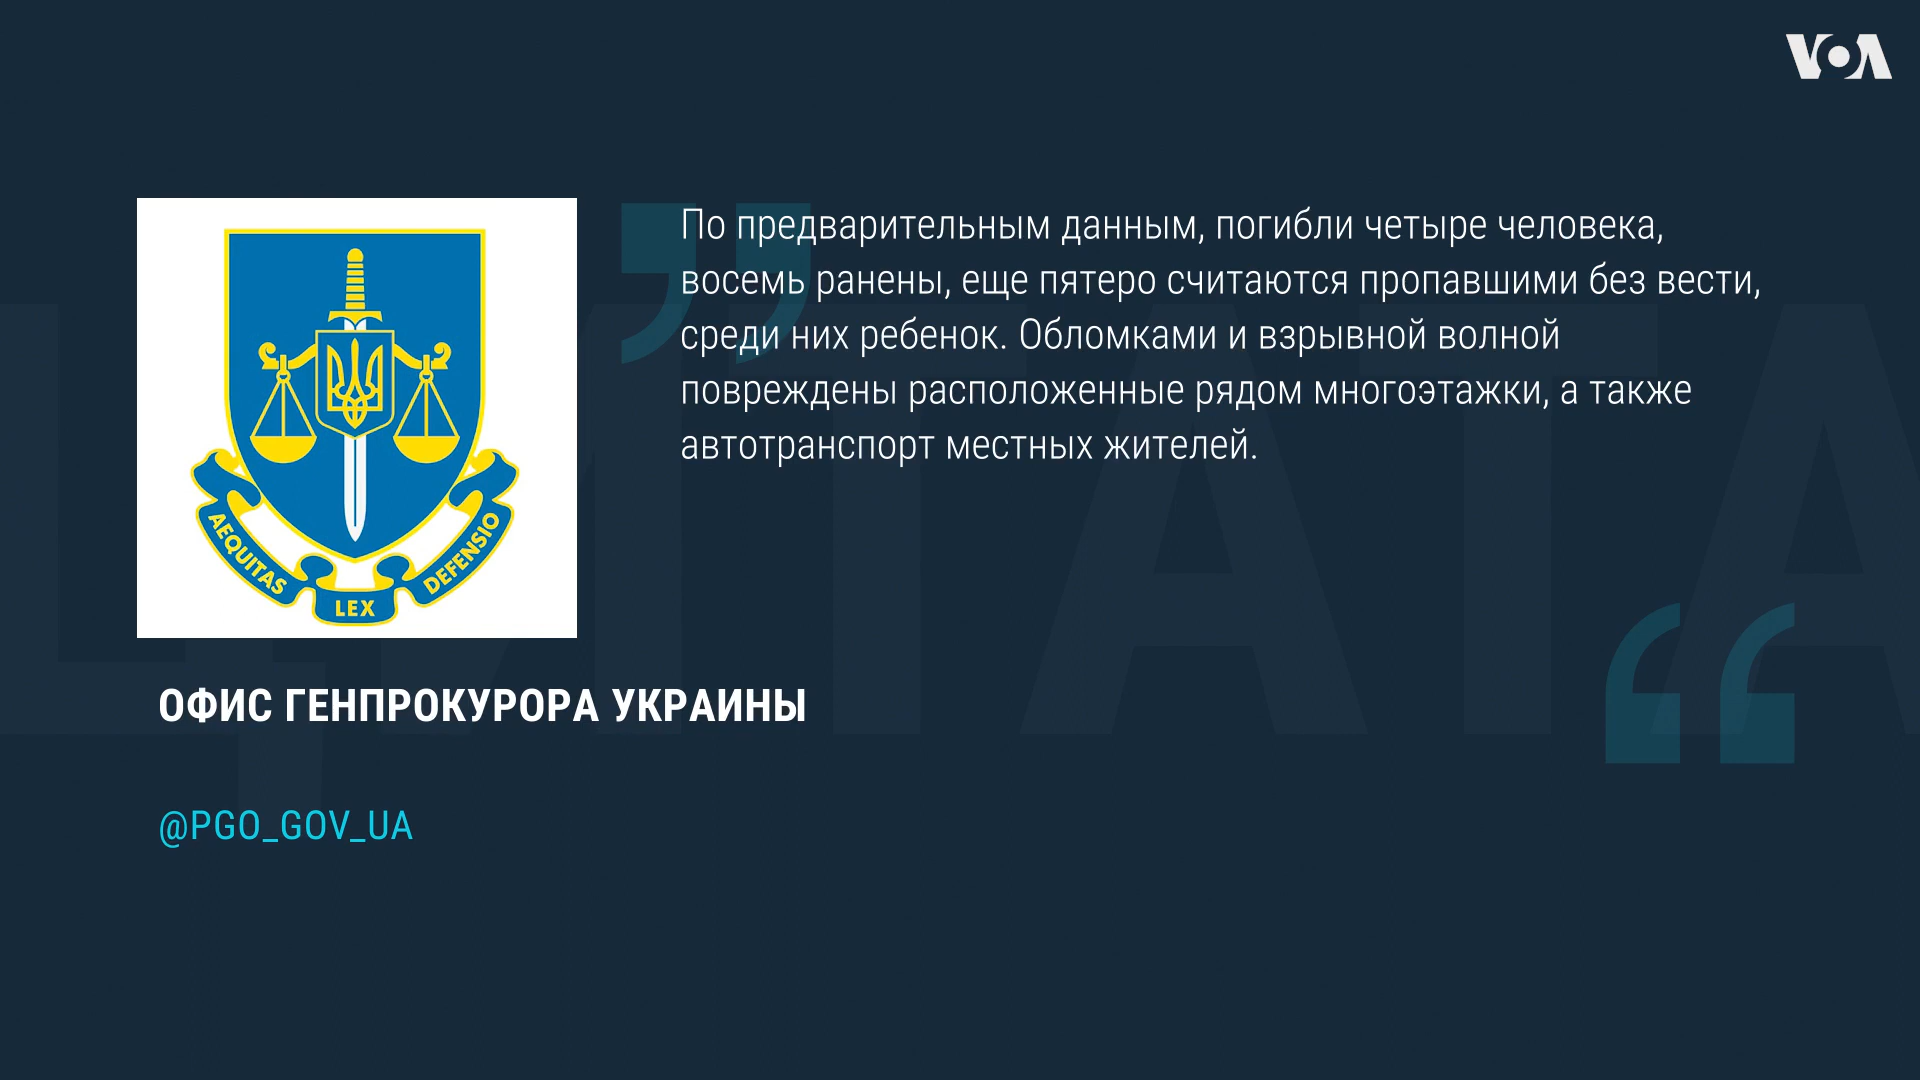 VOA
По предварительным данным, погибли четыре человека,
восемь ранены, еще пятеро считаются пропавшими без вести,
среди них ребенок. Обломками и взрывной волной
повреждены расположенные рядом многоэтажки, а также
автотранспорт местных жителей.
ЦИТАТА
AEQUITAS
LEX
DEFENSIO
ОФИС ГЕНПРОКУРОРА УКРАИНЫ
@PGO_GOV_UA